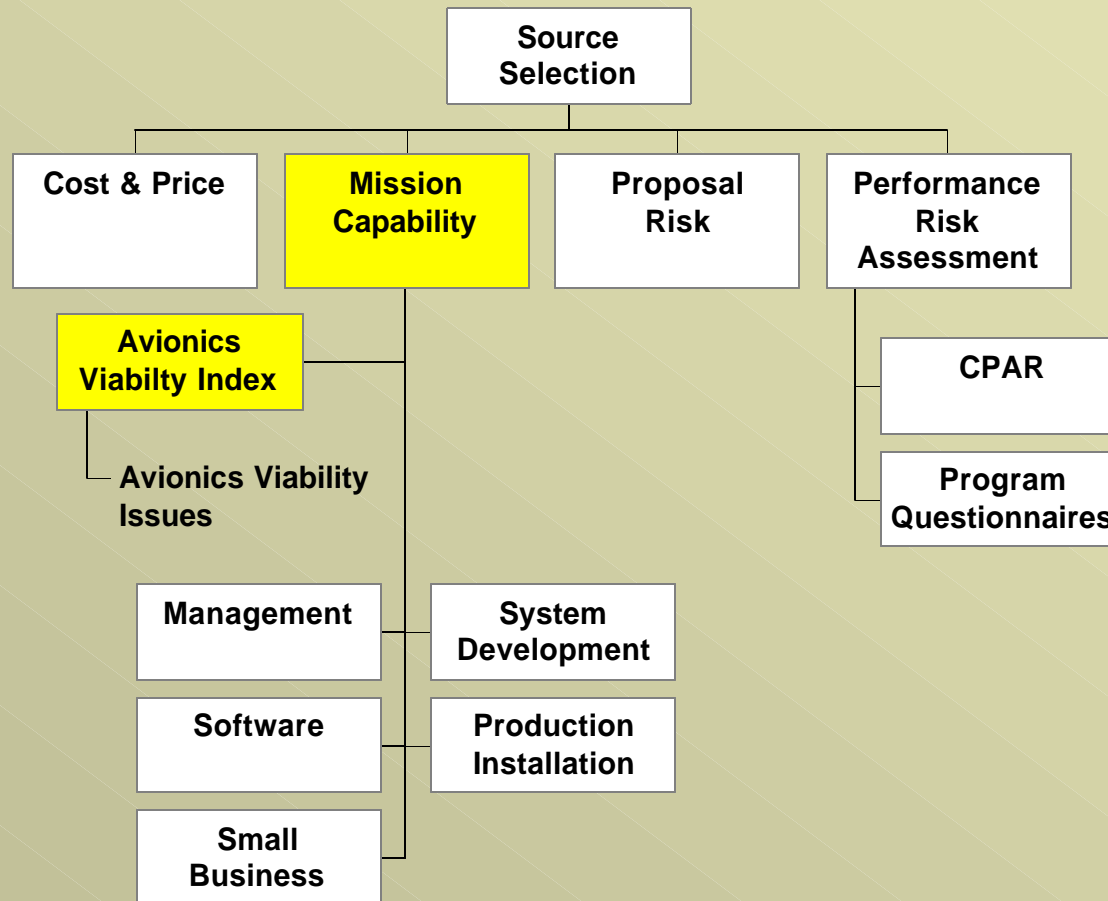 Source
Selection
Cost & Price
Mission
Capability
Proposal
Risk
Performance
Risk
Assessment
Avionics
Viabilty Index
CPAR
Avionics Viability
Issues
Program
Questionnaires
Management
System
Development
Software
Production
Installation
Small
Business